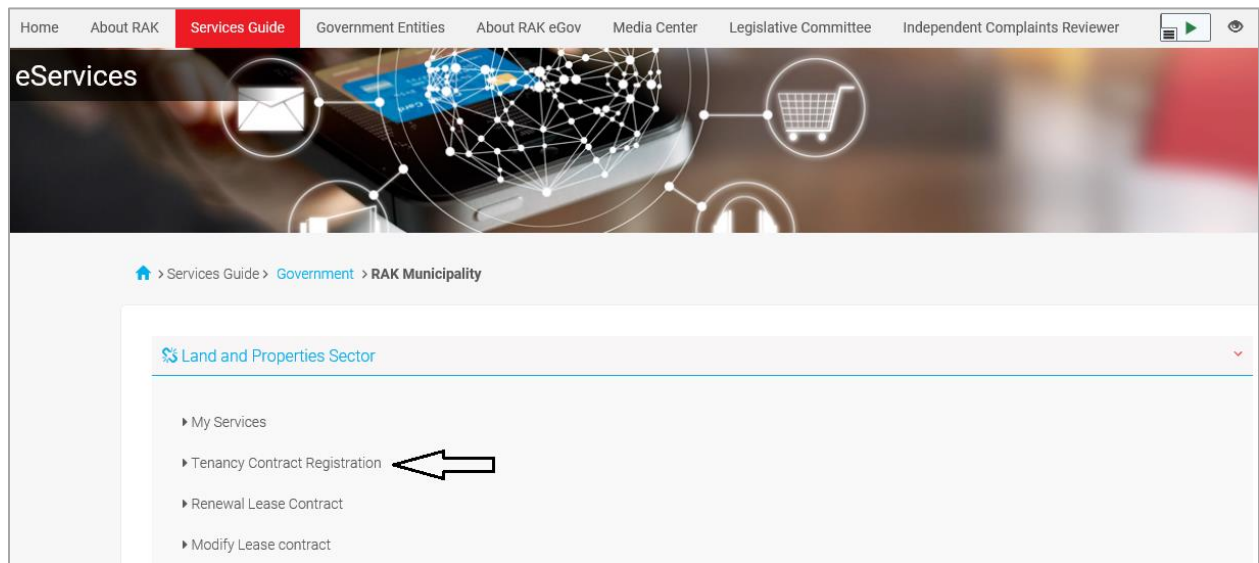 Home About RAK Services Guide Government Entities About RAK eGov Media Center Legislative Committee Independent Complaints Reviewer
eServices
> Services Guide > Government > RAK Municipality
Land and Properties Sector
My Services
Tenancy Contract Registration
Renewal Lease Contract
Modify Lease contract